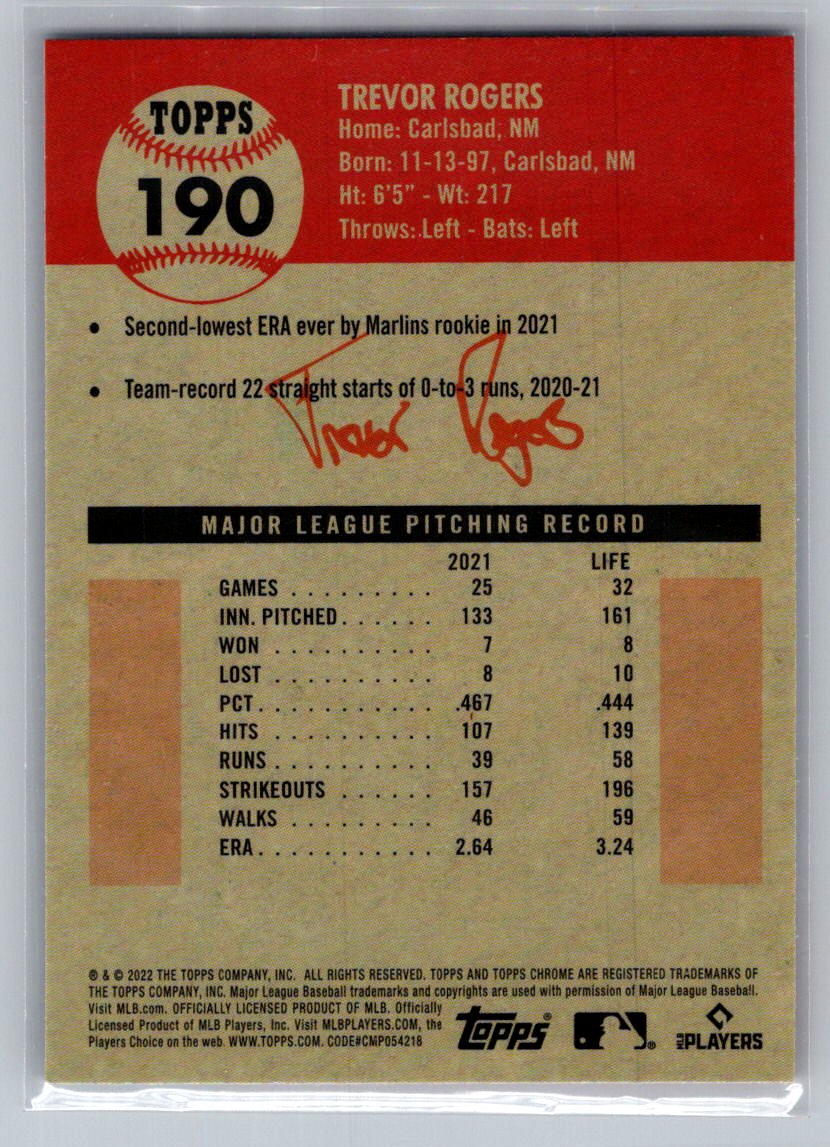 TOPPS
190
TREVOR ROGERS
Home: Carlsbad, NM
Born: 11-13-97, Carlsbad, NM
Ht: 6'5" - Wt: 217
Throws: Left - Bats: Left
• Second-lowest ERA ever by Marlins rookie in 2021
• Team-record 22 straight starts of 0-to-3 runs, 2020-21
Trevor Rogers
MAJOR LEAGUE PITCHING RECORD
2021 LIFE
GAMES . . . . . . . . . 25 32
INN. PITCHED . . . . . . 133 161
WON . . . . . . . . . . 7 8
LOST . . . . . . . . . . 8 10
PCT. . . . . . . . . . . .467 .444
HITS . . . . . . . . . . 107 139
RUNS . . . . . . . . . . 39 58
STRIKEOUTS . . . . . . 157 196
WALKS . . . . . . . . . 46 59
ERA. . . . . . . . . . . 2.64 3.24
® & © 2022 THE TOPPS COMPANY, INC. ALL RIGHTS RESERVED. TOPPS AND TOPPS CHROME ARE REGISTERED TRADEMARKS OF
THE TOPPS COMPANY, INC. Major League Baseball trademarks and copyrights are used with permission of Major League Baseball.
Visit MLB.com. OFFICIALLY LICENSED PRODUCT OF MLB. Officially
Licensed Product of MLB Players, Inc. Visit MLBPLAYERS.COM, the
Players Choice on the web. WWW.TOPPS.COM. CODE#CMP054218
Topps®
®
MLB PLAYERS